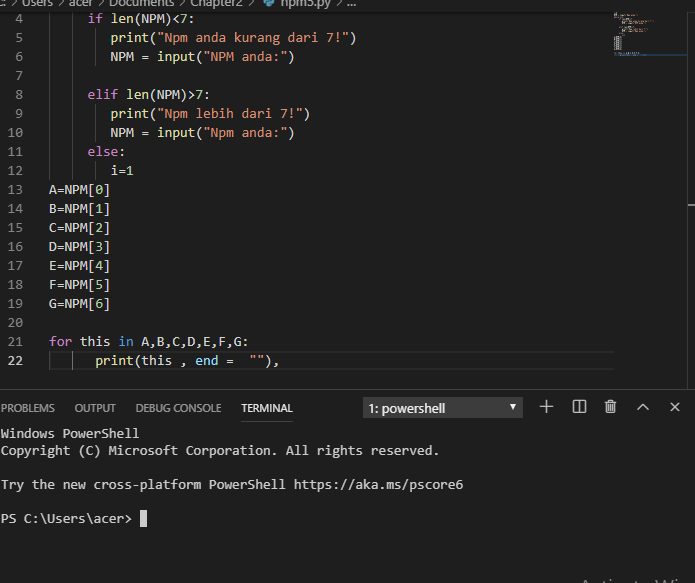 C: > Users > acer > Documents > Chapter2 > npm5.py > ...
4 if len(NPM)<7:
5 print("Npm anda kurang dari 7!")
6 NPM = input("NPM anda:")
7
8 elif len(NPM)>7:
9 print("Npm lebih dari 7!")
10 NPM = input("Npm anda:")
11 else:
12 i=1
13 A=NPM[0]
14 B=NPM[1]
15 C=NPM[2]
16 D=NPM[3]
17 E=NPM[4]
18 F=NPM[5]
19 G=NPM[6]
20
21 for this in A,B,C,D,E,F,G:
22 print(this , end = ""),
PROBLEMS OUTPUT DEBUG CONSOLE TERMINAL 1: powershell
Windows PowerShell
Copyright (C) Microsoft Corporation. All rights reserved.
Try the new cross-platform PowerShell https://aka.ms/pscore6
PS C:\Users\acer>